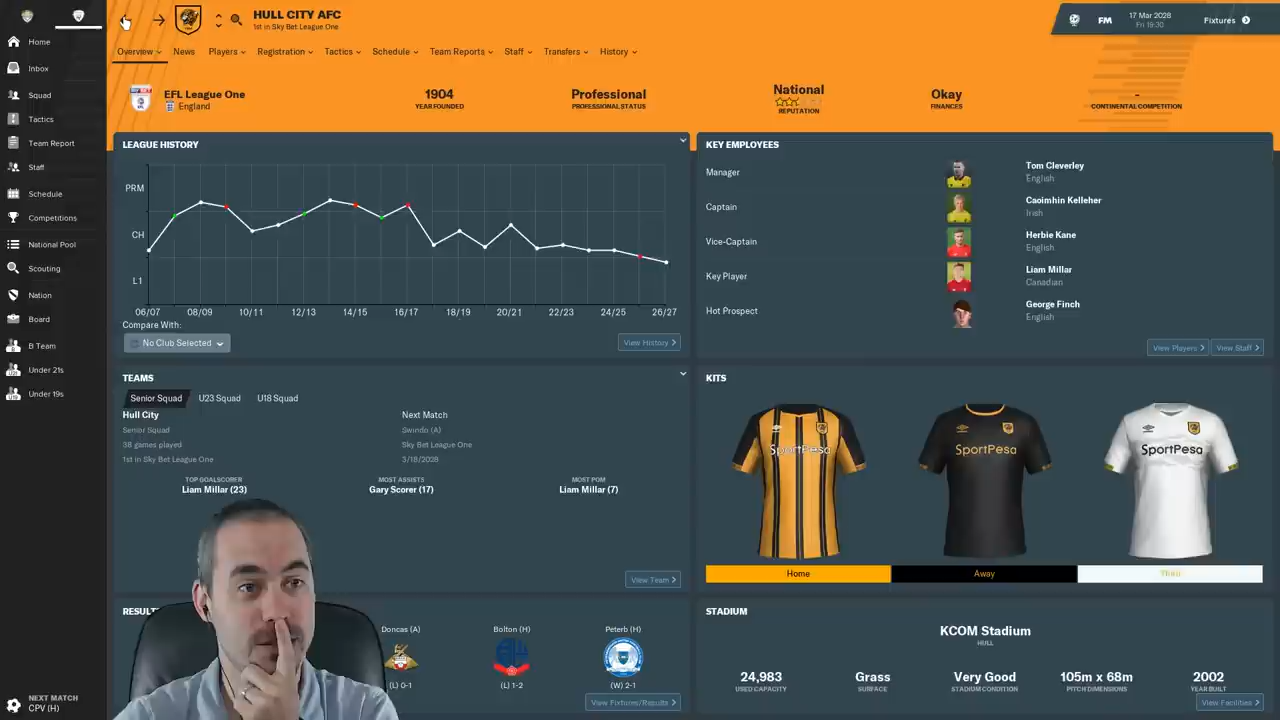 HULL CITY AFC
1st in Sky Bet League One
FM
17 Mar 2028
Fri 19:30
Fixtures
Home
Inbox
Squad
Tactics
Team Report
Staff
Schedule
Competitions
National Pool
Scouting
Nation
Board
B Team
Under 21s
Under 19s
NEXT MATCH
CPV (H)
Overview
News
Players
Registration
Tactics
Schedule
Team Reports
Staff
Transfers
History
EFL League One
England
1904
YEAR FOUNDED
Professional
PROFESSIONAL STATUS
National
REPUTATION
Okay
FINANCES
-
CONTINENTAL COMPETITION
LEAGUE HISTORY
PRM
CH
L1
06/07 08/09 10/11 12/13 14/15 16/17 18/19 20/21 22/23 24/25 26/27
Compare With:
No Club Selected
View History
KEY EMPLOYEES
Manager
Tom Cleverley
English
Captain
Caoimhin Kelleher
Irish
Vice-Captain
Herbie Kane
English
Key Player
Liam Millar
Canadian
Hot Prospect
George Finch
English
View Players
View Staff
TEAMS
Senior Squad
U23 Squad
U18 Squad
Hull City
Senior Squad
38 games played
1st in Sky Bet League One
Next Match
Swindo (A)
Sky Bet League One
3/18/2028
TOP GOALSCORER
Liam Millar (23)
MOST ASSISTS
Gary Scorer (17)
MOST POM
Liam Millar (7)
View Team
KITS
SportPesa
SportPesa
SportPesa
Home
Away
Third
Doncas (A)
(L) 0-1
Bolton (H)
(L) 1-2
Peterb (H)
(W) 2-1
View Fixtures/Results
STADIUM
KCOM Stadium
HULL
24,983
USED CAPACITY
Grass
SURFACE
Very Good
STADIUM CONDITION
105m x 68m
PITCH DIMENSIONS
2002
YEAR BUILT
View Facilities